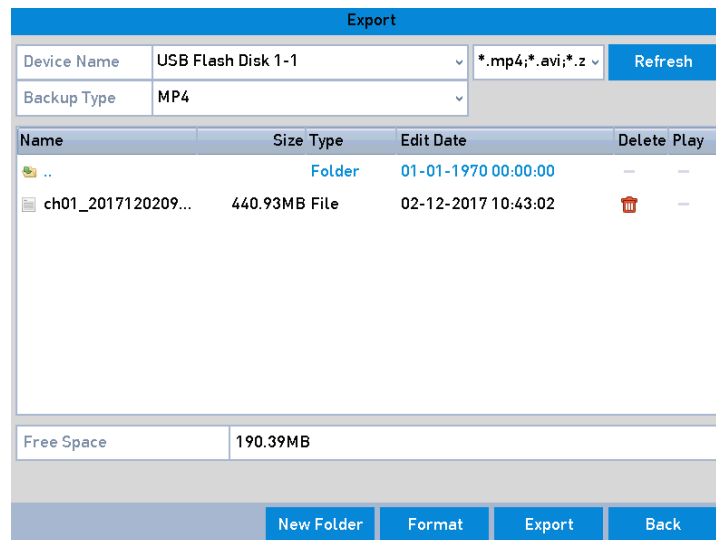 Export
Device Name USB Flash Disk 1-1 *.mp4;*.avi;*.z Refresh
Backup Type MP4
Name Size Type Edit Date Delete Play
.. Folder 01-01-1970 00:00:00 — —
ch01_2017120209... 440.93MB File 02-12-2017 10:43:02 —
Free Space 190.39MB
New Folder Format Export Back